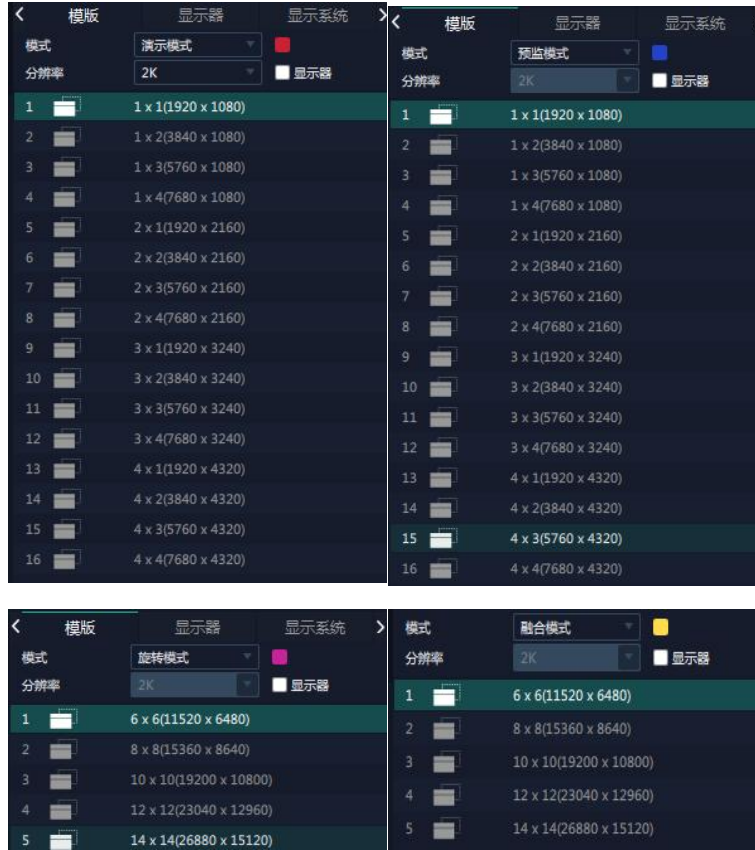 模版 显示器 显示系统
模式 演示模式
分辨率 2K 显示器
1 1 x 1(1920 x 1080)
2 1 x 2(3840 x 1080)
3 1 x 3(5760 x 1080)
4 1 x 4(7680 x 1080)
5 2 x 1(1920 x 2160)
6 2 x 2(3840 x 2160)
7 2 x 3(5760 x 2160)
8 2 x 4(7680 x 2160)
9 3 x 1(1920 x 3240)
10 3 x 2(3840 x 3240)
11 3 x 3(5760 x 3240)
12 3 x 4(7680 x 3240)
13 4 x 1(1920 x 4320)
14 4 x 2(3840 x 4320)
15 4 x 3(5760 x 4320)
16 4 x 4(7680 x 4320)
模版 显示器 显示系统
模式 预监模式
分辨率 2K 显示器
1 1 x 1(1920 x 1080)
2 1 x 2(3840 x 1080)
3 1 x 3(5760 x 1080)
4 1 x 4(7680 x 1080)
5 2 x 1(1920 x 2160)
6 2 x 2(3840 x 2160)
7 2 x 3(5760 x 2160)
8 2 x 4(7680 x 2160)
9 3 x 1(1920 x 3240)
10 3 x 2(3840 x 3240)
11 3 x 3(5760 x 3240)
12 3 x 4(7680 x 3240)
13 4 x 1(1920 x 4320)
14 4 x 2(3840 x 4320)
15 4 x 3(5760 x 4320)
16 4 x 4(7680 x 4320)
模版 显示器 显示系统
模式 旋转模式
分辨率 2K 显示器
1 6 x 6(11520 x 6480)
2 8 x 8(15360 x 8640)
3 10 x 10(19200 x 10800)
4 12 x 12(23040 x 12960)
5 14 x 14(26880 x 15120)
模式 融合模式
分辨率 2K 显示器
1 6 x 6(11520 x 6480)
2 8 x 8(15360 x 8640)
3 10 x 10(19200 x 10800)
4 12 x 12(23040 x 12960)
5 14 x 14(26880 x 15120)